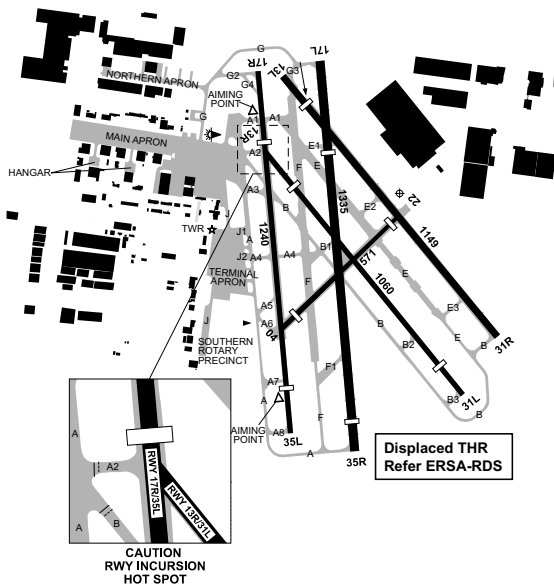 G
17L
17R
13L
G3
G2
G4
NORTHERN APRON
AIMING
POINT
G
A1
A1
13R
MAIN APRON
A2
E1
F
E
HANGAR
A3
22
J
B
E2
1335
TWR
J1
A
1240
1149
J2
A4
A4
B1
571
TERMINAL
APRON
E
F
1060
A5
E3
J
A6
04
B
E
B
SOUTHERN
ROTARY
PRECINCT
B2
31R
F1
A7
A
B3
31L
B
AIMING
POINT
F
A8
35L
A
35R
Displaced THR
Refer ERSA-RDS
A
A2
RWY 17R/35L
RWY 13R/31L
B
A
CAUTION
RWY INCURSION
HOT SPOT